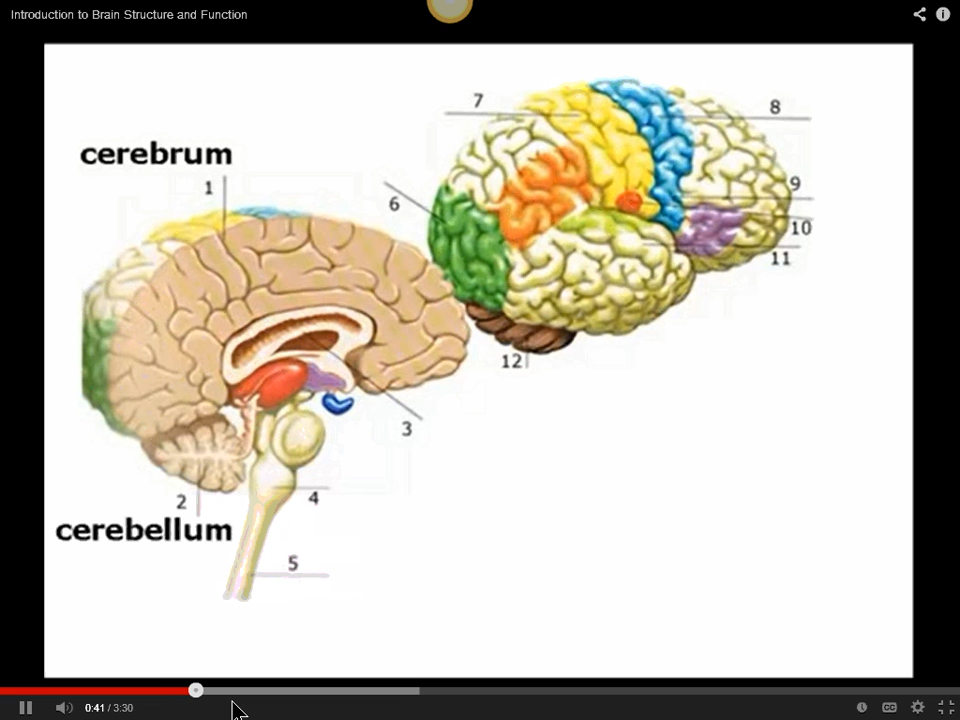 Introduction to Brain Structure and Function
cerebrum
1
2
cerebellum
3
4
5
6
7
8
9
10
11
12
0:41 / 3:30
CC